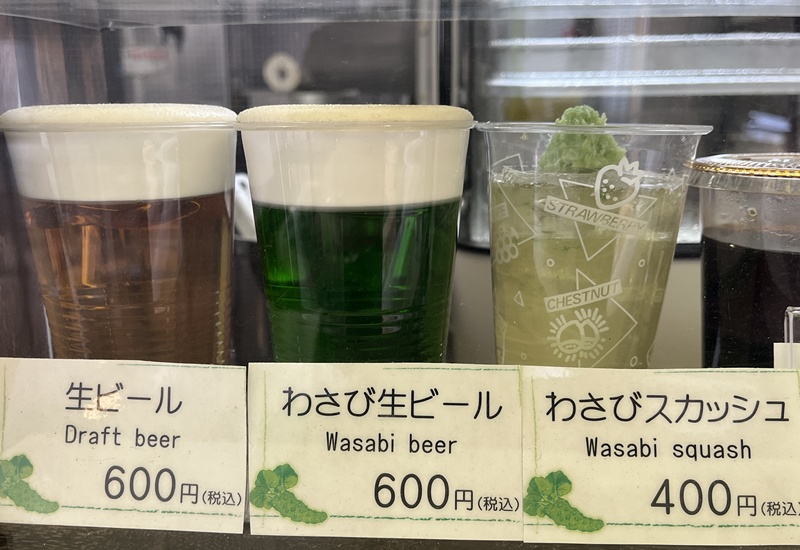 STRAWBERRY
CHESTNUT
生ビール
Draft beer
600円(税込)
わさび生ビール
Wasabi beer
600円(税込)
わさびスカッシュ
Wasabi squash
400円(税込)